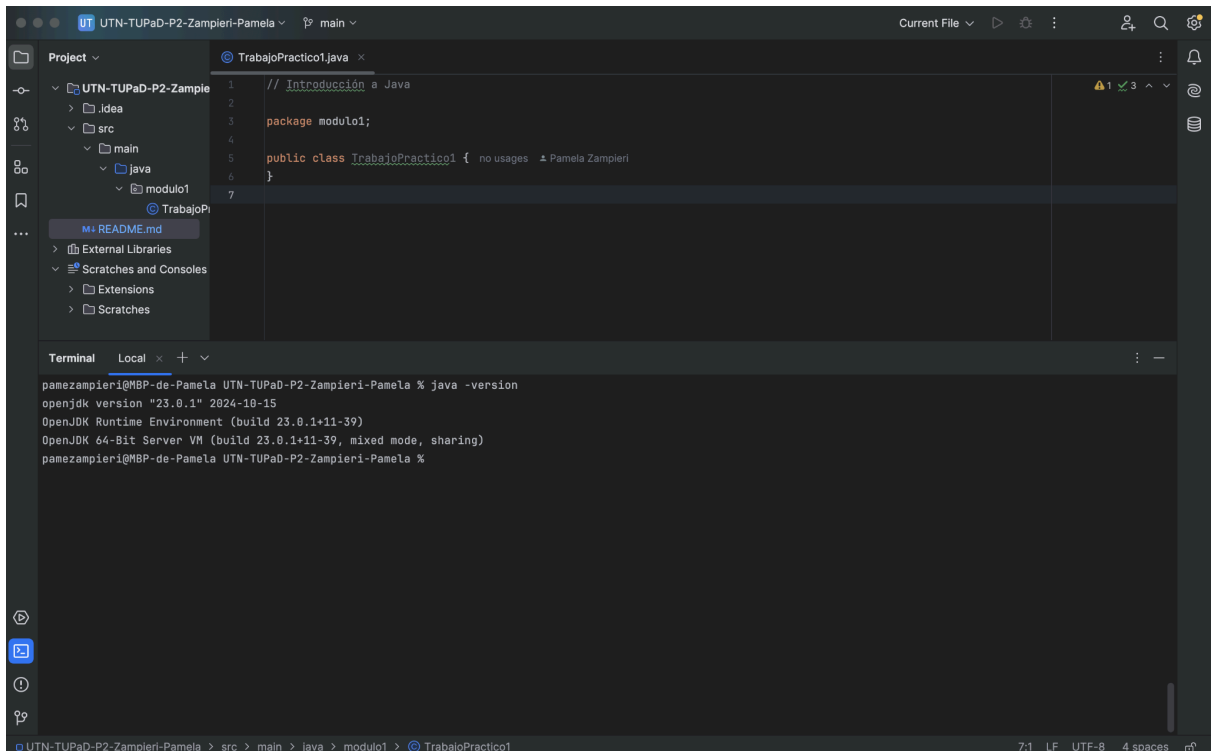 UT UTN-TUPaD-P2-Zampieri-Pamela main Current File
Project
UTN-TUPaD-P2-Zampie
.idea
src
main
java
modulo1
TrabajoPr
M↓ README.md
External Libraries
Scratches and Consoles
Extensions
Scratches
TrabajoPractico1.java
1 // Introducción a Java
2
3 package modulo1;
4
5 public class TrabajoPractico1 { no usages Pamela Zampieri
6 }
7
1 3
Terminal Local
pamezampieri@MBP-de-Pamela UTN-TUPaD-P2-Zampieri-Pamela % java -version
openjdk version "23.0.1" 2024-10-15
OpenJDK Runtime Environment (build 23.0.1+11-39)
OpenJDK 64-Bit Server VM (build 23.0.1+11-39, mixed mode, sharing)
pamezampieri@MBP-de-Pamela UTN-TUPaD-P2-Zampieri-Pamela %
UTN-TUPaD-P2-Zampieri-Pamela > src > main > java > modulo1 > TrabajoPractico1 7:1 LF UTF-8 4 spaces